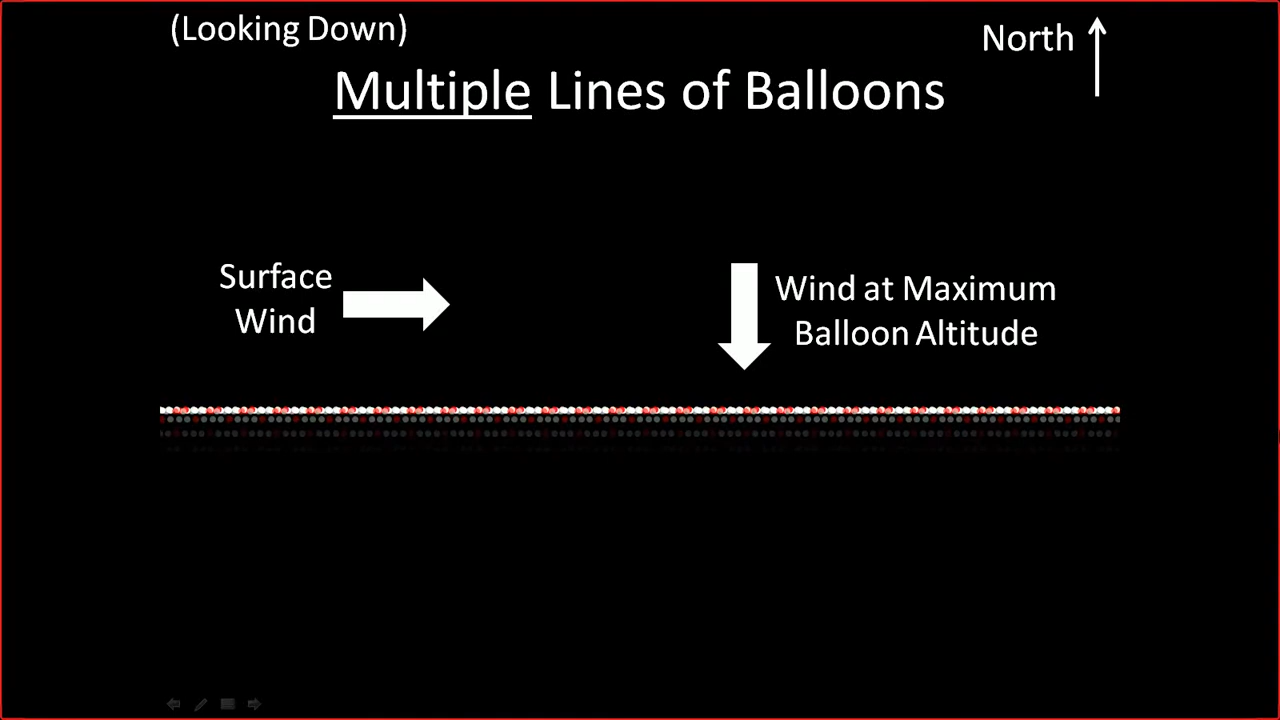 (Looking Down)
North
Multiple Lines of Balloons
Surface
Wind
Wind at Maximum
Balloon Altitude